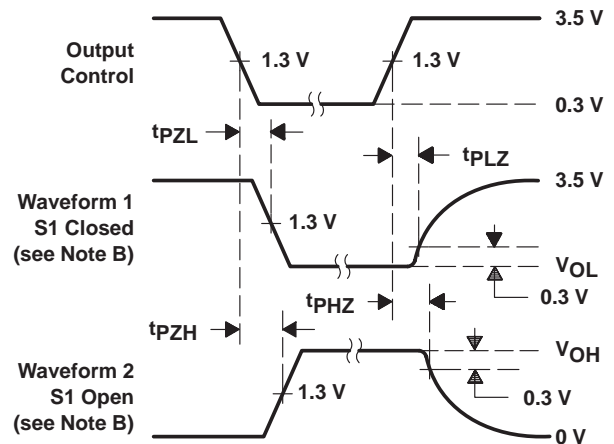 3.5 V
Output
Control
1.3 V
1.3 V
0.3 V
tPZL
tPLZ
3.5 V
Waveform 1
S1 Closed
(see Note B)
1.3 V
VOL
0.3 V
tPHZ
tPZH
VOH
Waveform 2
S1 Open
(see Note B)
1.3 V
0.3 V
0 V